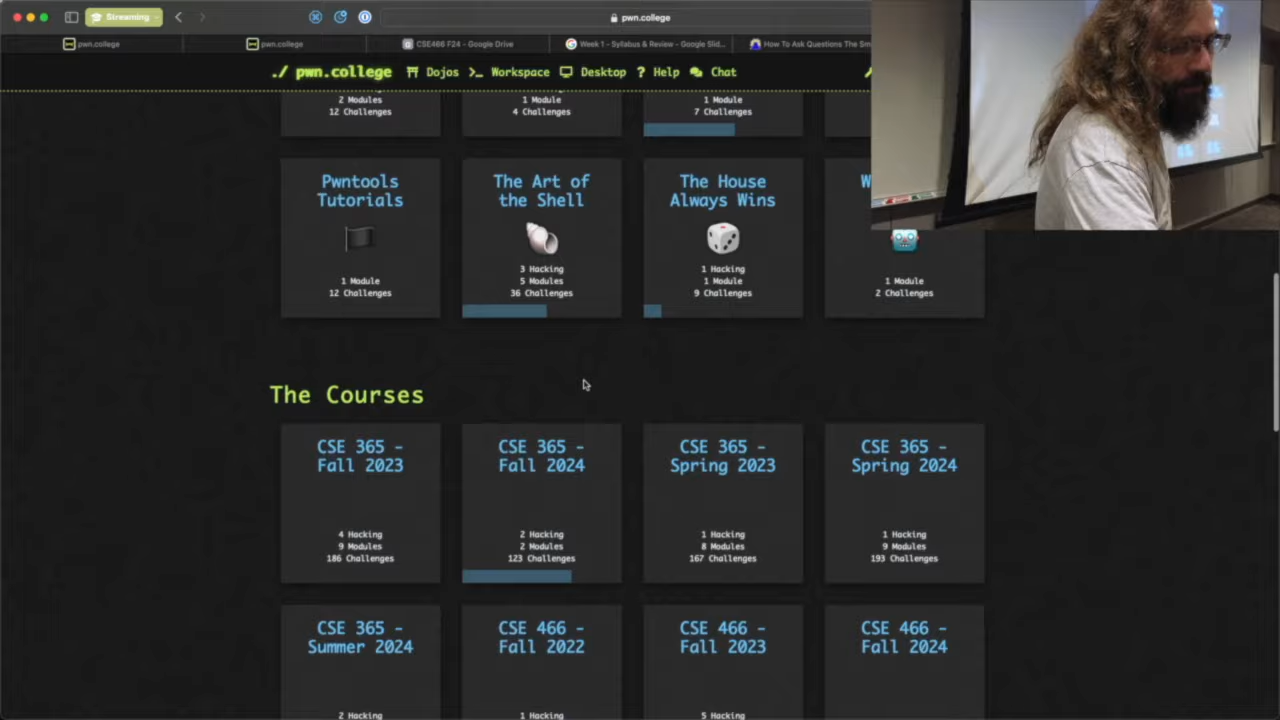 Streaming
pwn.college
pwn.college
pwn.college
CSE466 F24 - Google Drive
Week 1 - Syllabus & Review - Google Slid...
How To Ask Questions The Sm
./ pwn.college
Dojos
Workspace
Desktop
Help
Chat
2 Modules
12 Challenges
1 Module
4 Challenges
1 Module
7 Challenges
Pwntools
Tutorials
1 Module
12 Challenges
The Art of
the Shell
3 Hacking
5 Modules
36 Challenges
The House
Always Wins
1 Hacking
1 Module
9 Challenges
W
1 Module
2 Challenges
The Courses
CSE 365 -
Fall 2023
4 Hacking
9 Modules
186 Challenges
CSE 365 -
Fall 2024
2 Hacking
2 Modules
123 Challenges
CSE 365 -
Spring 2023
1 Hacking
8 Modules
167 Challenges
CSE 365 -
Spring 2024
1 Hacking
9 Modules
193 Challenges
CSE 365 -
Summer 2024
2 Hacking
CSE 466 -
Fall 2022
1 Hacking
CSE 466 -
Fall 2023
5 Hacking
CSE 466 -
Fall 2024